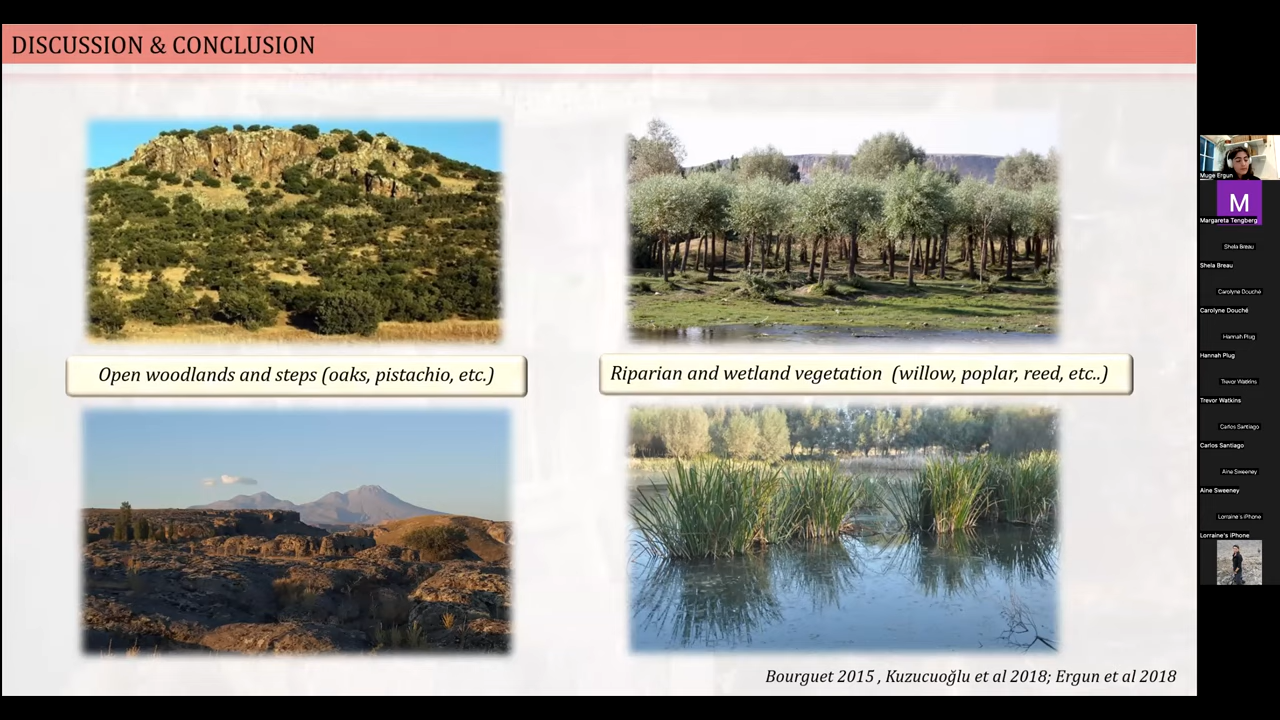 DISCUSSION & CONCLUSION
Open woodlands and steps (oaks, pistachio, etc.)
Riparian and wetland vegetation (willow, poplar, reed, etc..)
Bourguet 2015 , Kuzucuoğlu et al 2018; Ergun et al 2018
Muge Ergun
M
Margareta Tengberg
Shela Breau
Shela Breau
Carolyne Douché
Carolyne Douché
Hannah Plug
Hannah Plug
Trevor Watkins
Trevor Watkins
Carlos Santiago
Carlos Santiago
Aine Sweeney
Aine Sweeney
Lorraine's iPhone
Lorraine's iPhone